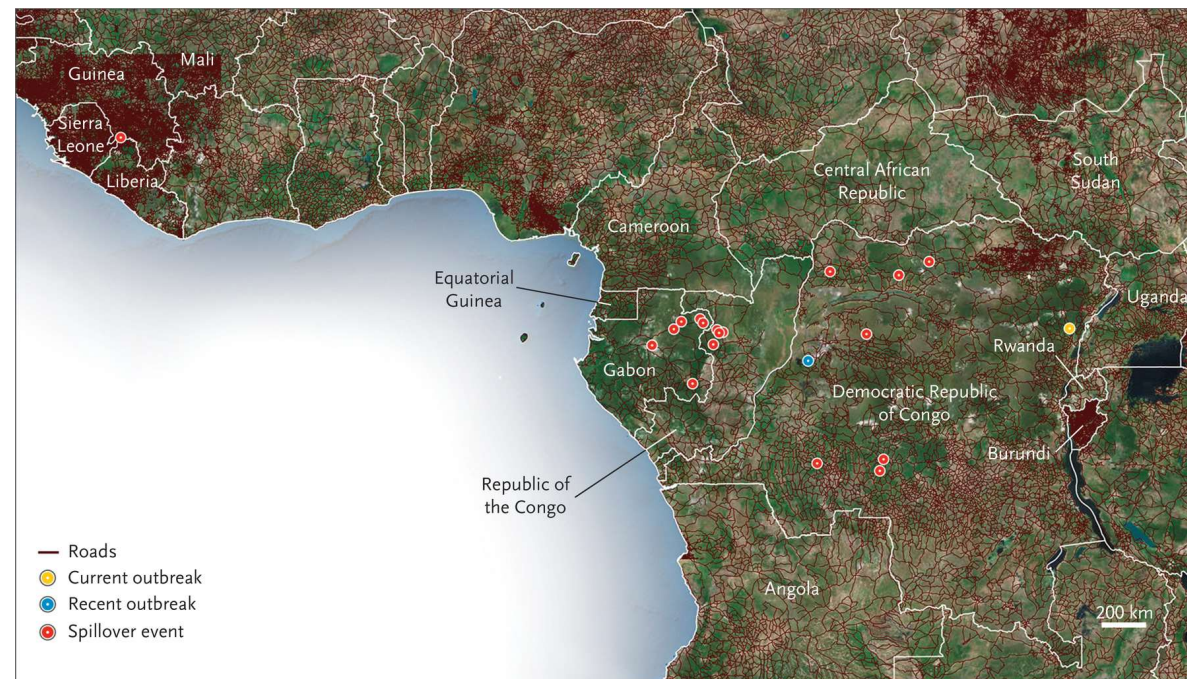 Mali
Guinea
Sierra
Leone
Liberia
Central African
Republic
South
Sudan
Cameroon
Equatorial
Guinea
Uganda
Rwanda
Gabon
Democratic Republic
of Congo
Burundi
Republic of
the Congo
Roads
Current outbreak
Recent outbreak
Spillover event
Angola
200 km